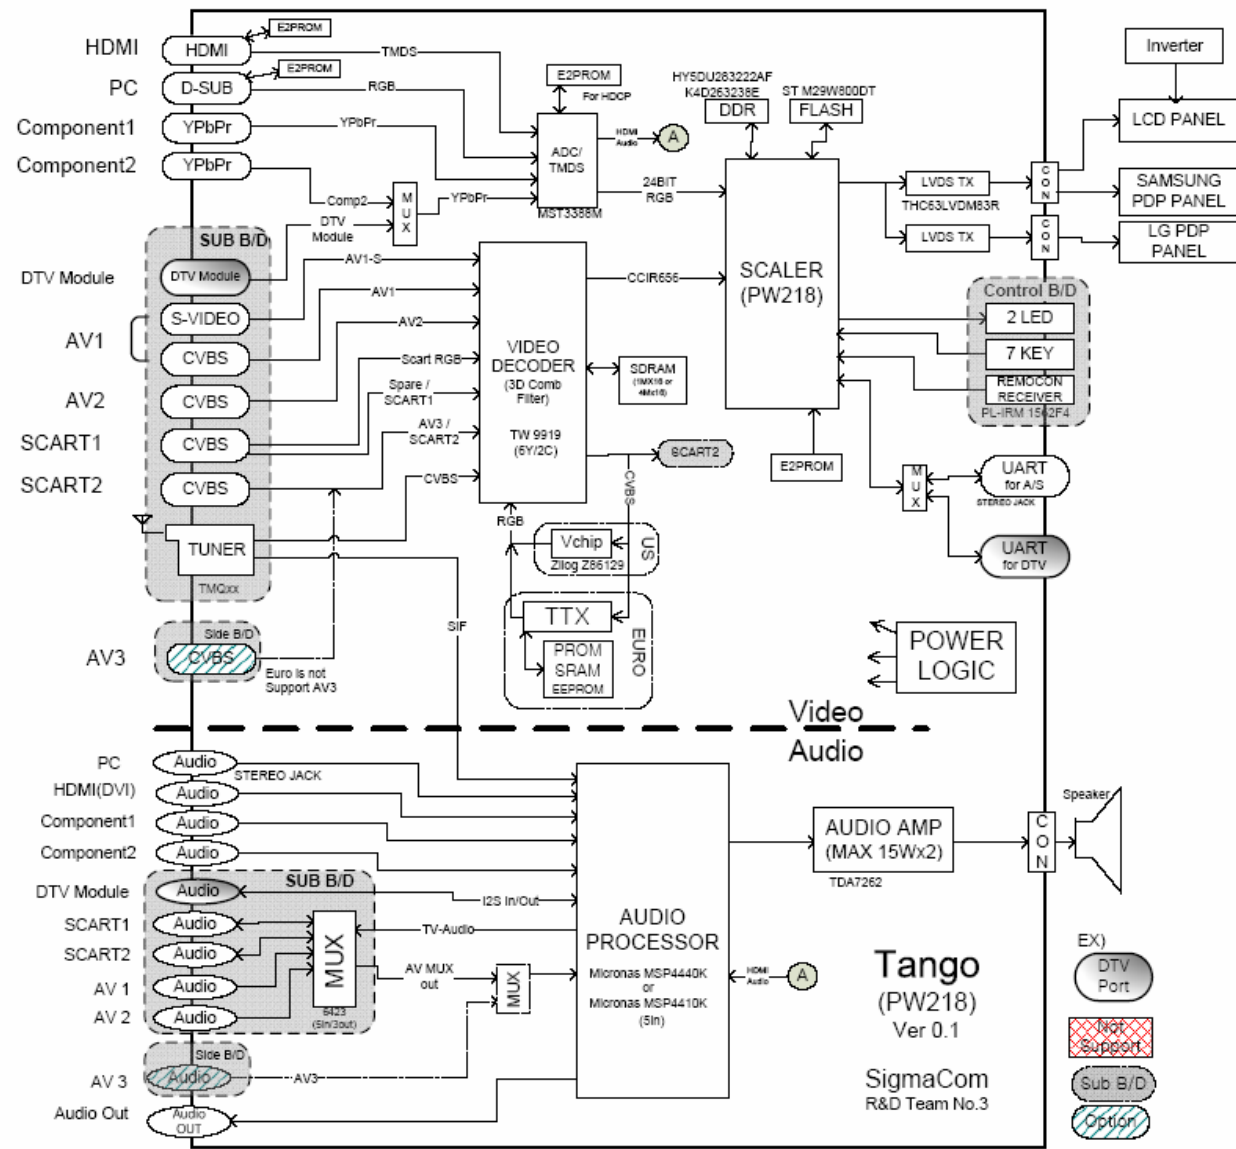 HDMI
HDMI
E2PROM
TMDS
PC
D-SUB
E2PROM
RGB
Component1
YPbPr
YPbPr
Component2
YPbPr
Comp2
DTV
Module
MUX
YPbPr
E2PROM
For HDCP
ADC/
TMDS
MST3388M
HDMI
Audio
A
24BIT
RGB
HY5DU283222AF
K4D263238E
DDR
ST M29W800DT
FLASH
SCALER
(PW218)
LVDS TX
THC63LVDM83R
LVDS TX
CON
CON
Inverter
LCD PANEL
SAMSUNG
PDP PANEL
LG PDP
PANEL
SUB B/D
DTV Module
DTV Module
AV1
S-VIDEO
AV1-S
CVBS
AV1
AV2
CVBS
AV2
SCART1
CVBS
Scart RGB
Spare /
SCART1
SCART2
CVBS
AV3 /
SCART2
CVBS
TUNER
TMQxx
VIDEO
DECODER
(3D Comb
Filter)
TW 9919
(6Y/2C)
CCIR656
SDRAM
(1MX16 or
4Mx16)
SCART2
CVBS
RGB
Vchip
Zilog Z86129
US
TTX
PROM
SRAM
EEPROM
EURO
E2PROM
Control B/D
2 LED
7 KEY
REMOCON
RECEIVER
PL-IRM 1562F4
MUX
UART
for A/S
STEREO JACK
UART
for DTV
POWER
LOGIC
SIF
AV3
Side B/D
CVBS
Euro is not
Support AV3
Video
Audio
PC
Audio
STEREO JACK
HDMI(DVI)
Audio
Component1
Audio
Component2
Audio
SUB B/D
DTV Module
Audio
I2S In/Out
SCART1
Audio
TV-Audio
SCART2
Audio
AV 1
Audio
AV 2
Audio
MUX
6423
(5in/3out)
AV MUX
out
MUX
Side B/D
AV 3
Audio
AV3
Audio Out
Audio
OUT
AUDIO
PROCESSOR
Micronas MSP4440K
or
Micronas MSP4410K
(5in)
HDMI
Audio
A
AUDIO AMP
(MAX 15Wx2)
TDA7262
CON
Speaker
Tango
(PW218)
Ver 0.1
SigmaCom
R&D Team No.3
EX)
DTV
Port
Not
Support
Sub B/D
Option